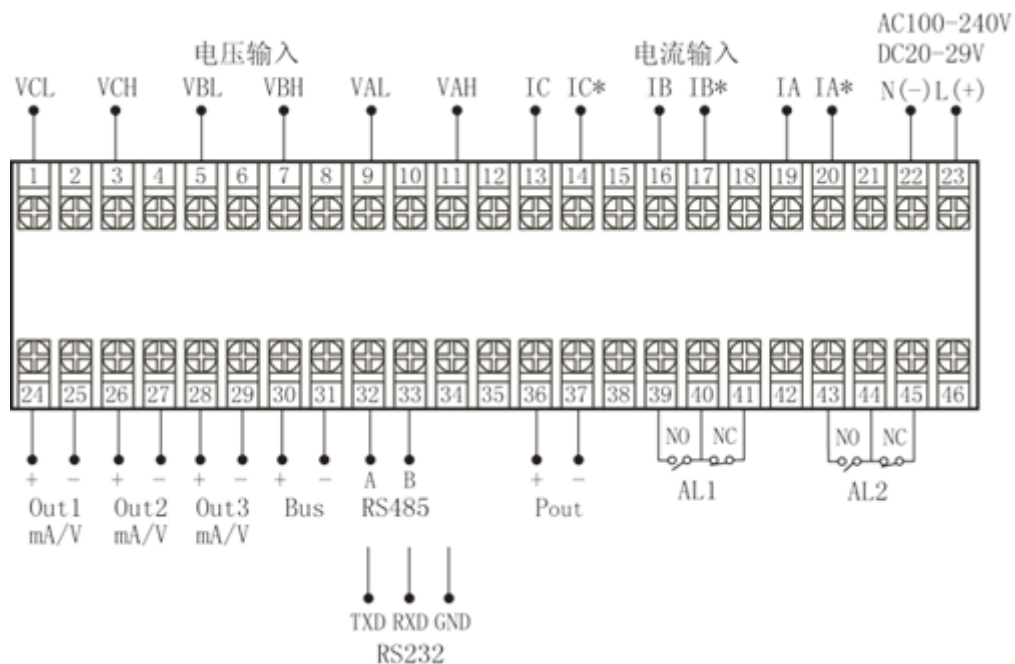 AC100-240V
电压输入 电流输入 DC20-29V
VCL VCH VBL VBH VAL VAH IC IC* IB IB* IA IA* N(-)L(+)
1 2 3 4 5 6 7 8 9 10 11 12 13 14 15 16 17 18 19 20 21 22 23
24 25 26 27 28 29 30 31 32 33 34 35 36 37 38 39 40 41 42 43 44 45 46
NO NC NO NC
+ - + - + - + - A B + -
AL1 AL2
Out1 Out2 Out3 Bus RS485 Pout
mA/V mA/V mA/V
TXD RXD GND
RS232